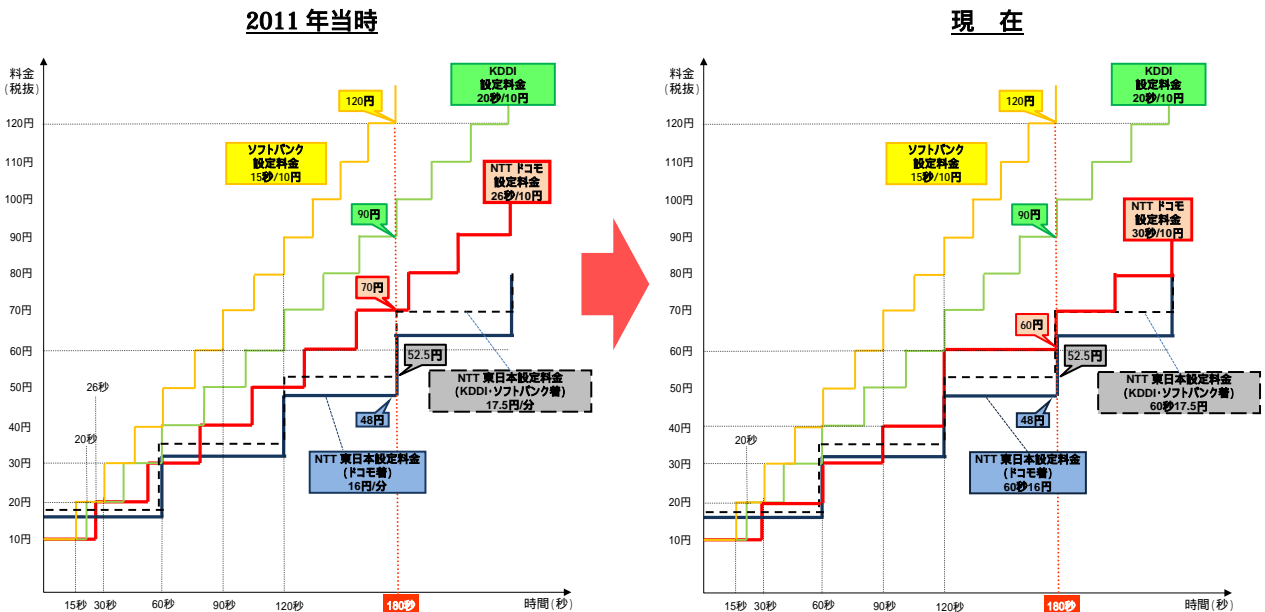 2011 年当時
料金
(税抜)
120円
110円
100円
90円
80円
70円
60円
50円
40円
30円
20円
10円
KDDI
設定料金
20秒/10円
120円
ソフトバンク
設定料金
15秒/10円
NTT ドコモ
設定料金
26秒/10円
90円
70円
52.5円
NTT 東日本設定料金
(KDDI・ソフトバンク着)
17.5円/分
48円
NTT 東日本設定料金
(ドコモ着)
16円/分
26秒
20秒
15秒
30秒
60秒
90秒
120秒
180秒
時間(秒)
現 在
料金
(税抜)
120円
110円
100円
90円
80円
70円
60円
50円
40円
30円
20円
10円
KDDI
設定料金
20秒/10円
120円
ソフトバンク
設定料金
15秒/10円
NTT ドコモ
設定料金
30秒/10円
90円
60円
52.5円
NTT 東日本設定料金
(KDDI・ソフトバンク着)
60秒17.5円
48円
NTT 東日本設定料金
(ドコモ着)
60秒16円
20秒
15秒
30秒
60秒
90秒
120秒
180秒
時間(秒)